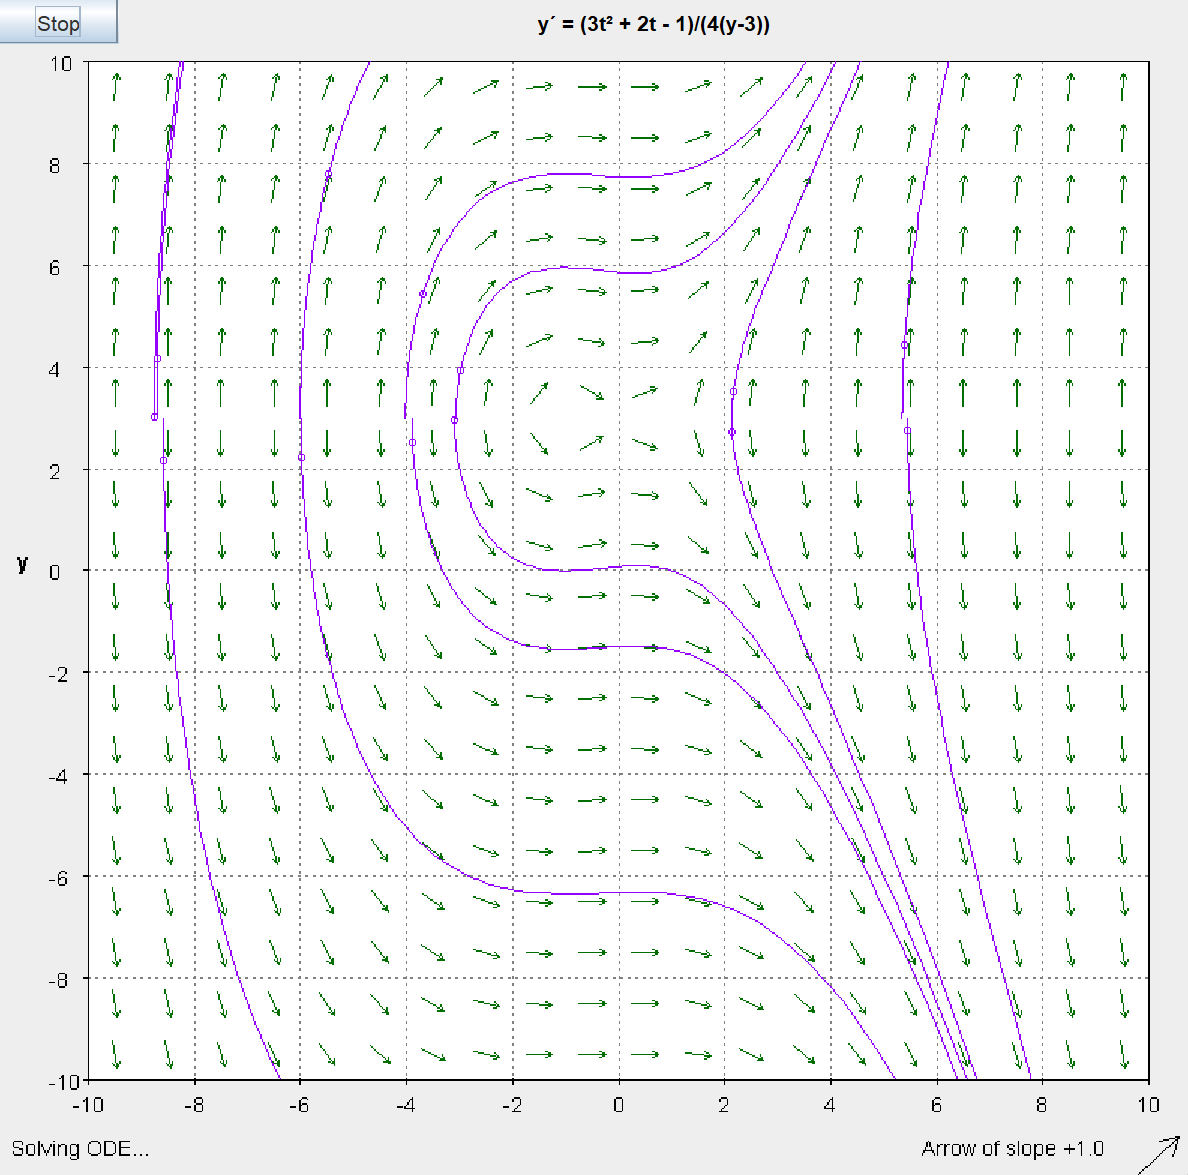 Stop
y´ = (3t² + 2t - 1)/(4(y-3))
10
8
6
4
2
y
0
-2
-4
-6
-8
-10
-10 -8 -6 -4 -2 0 2 4 6 8 10
Solving ODE... Arrow of slope +1.0